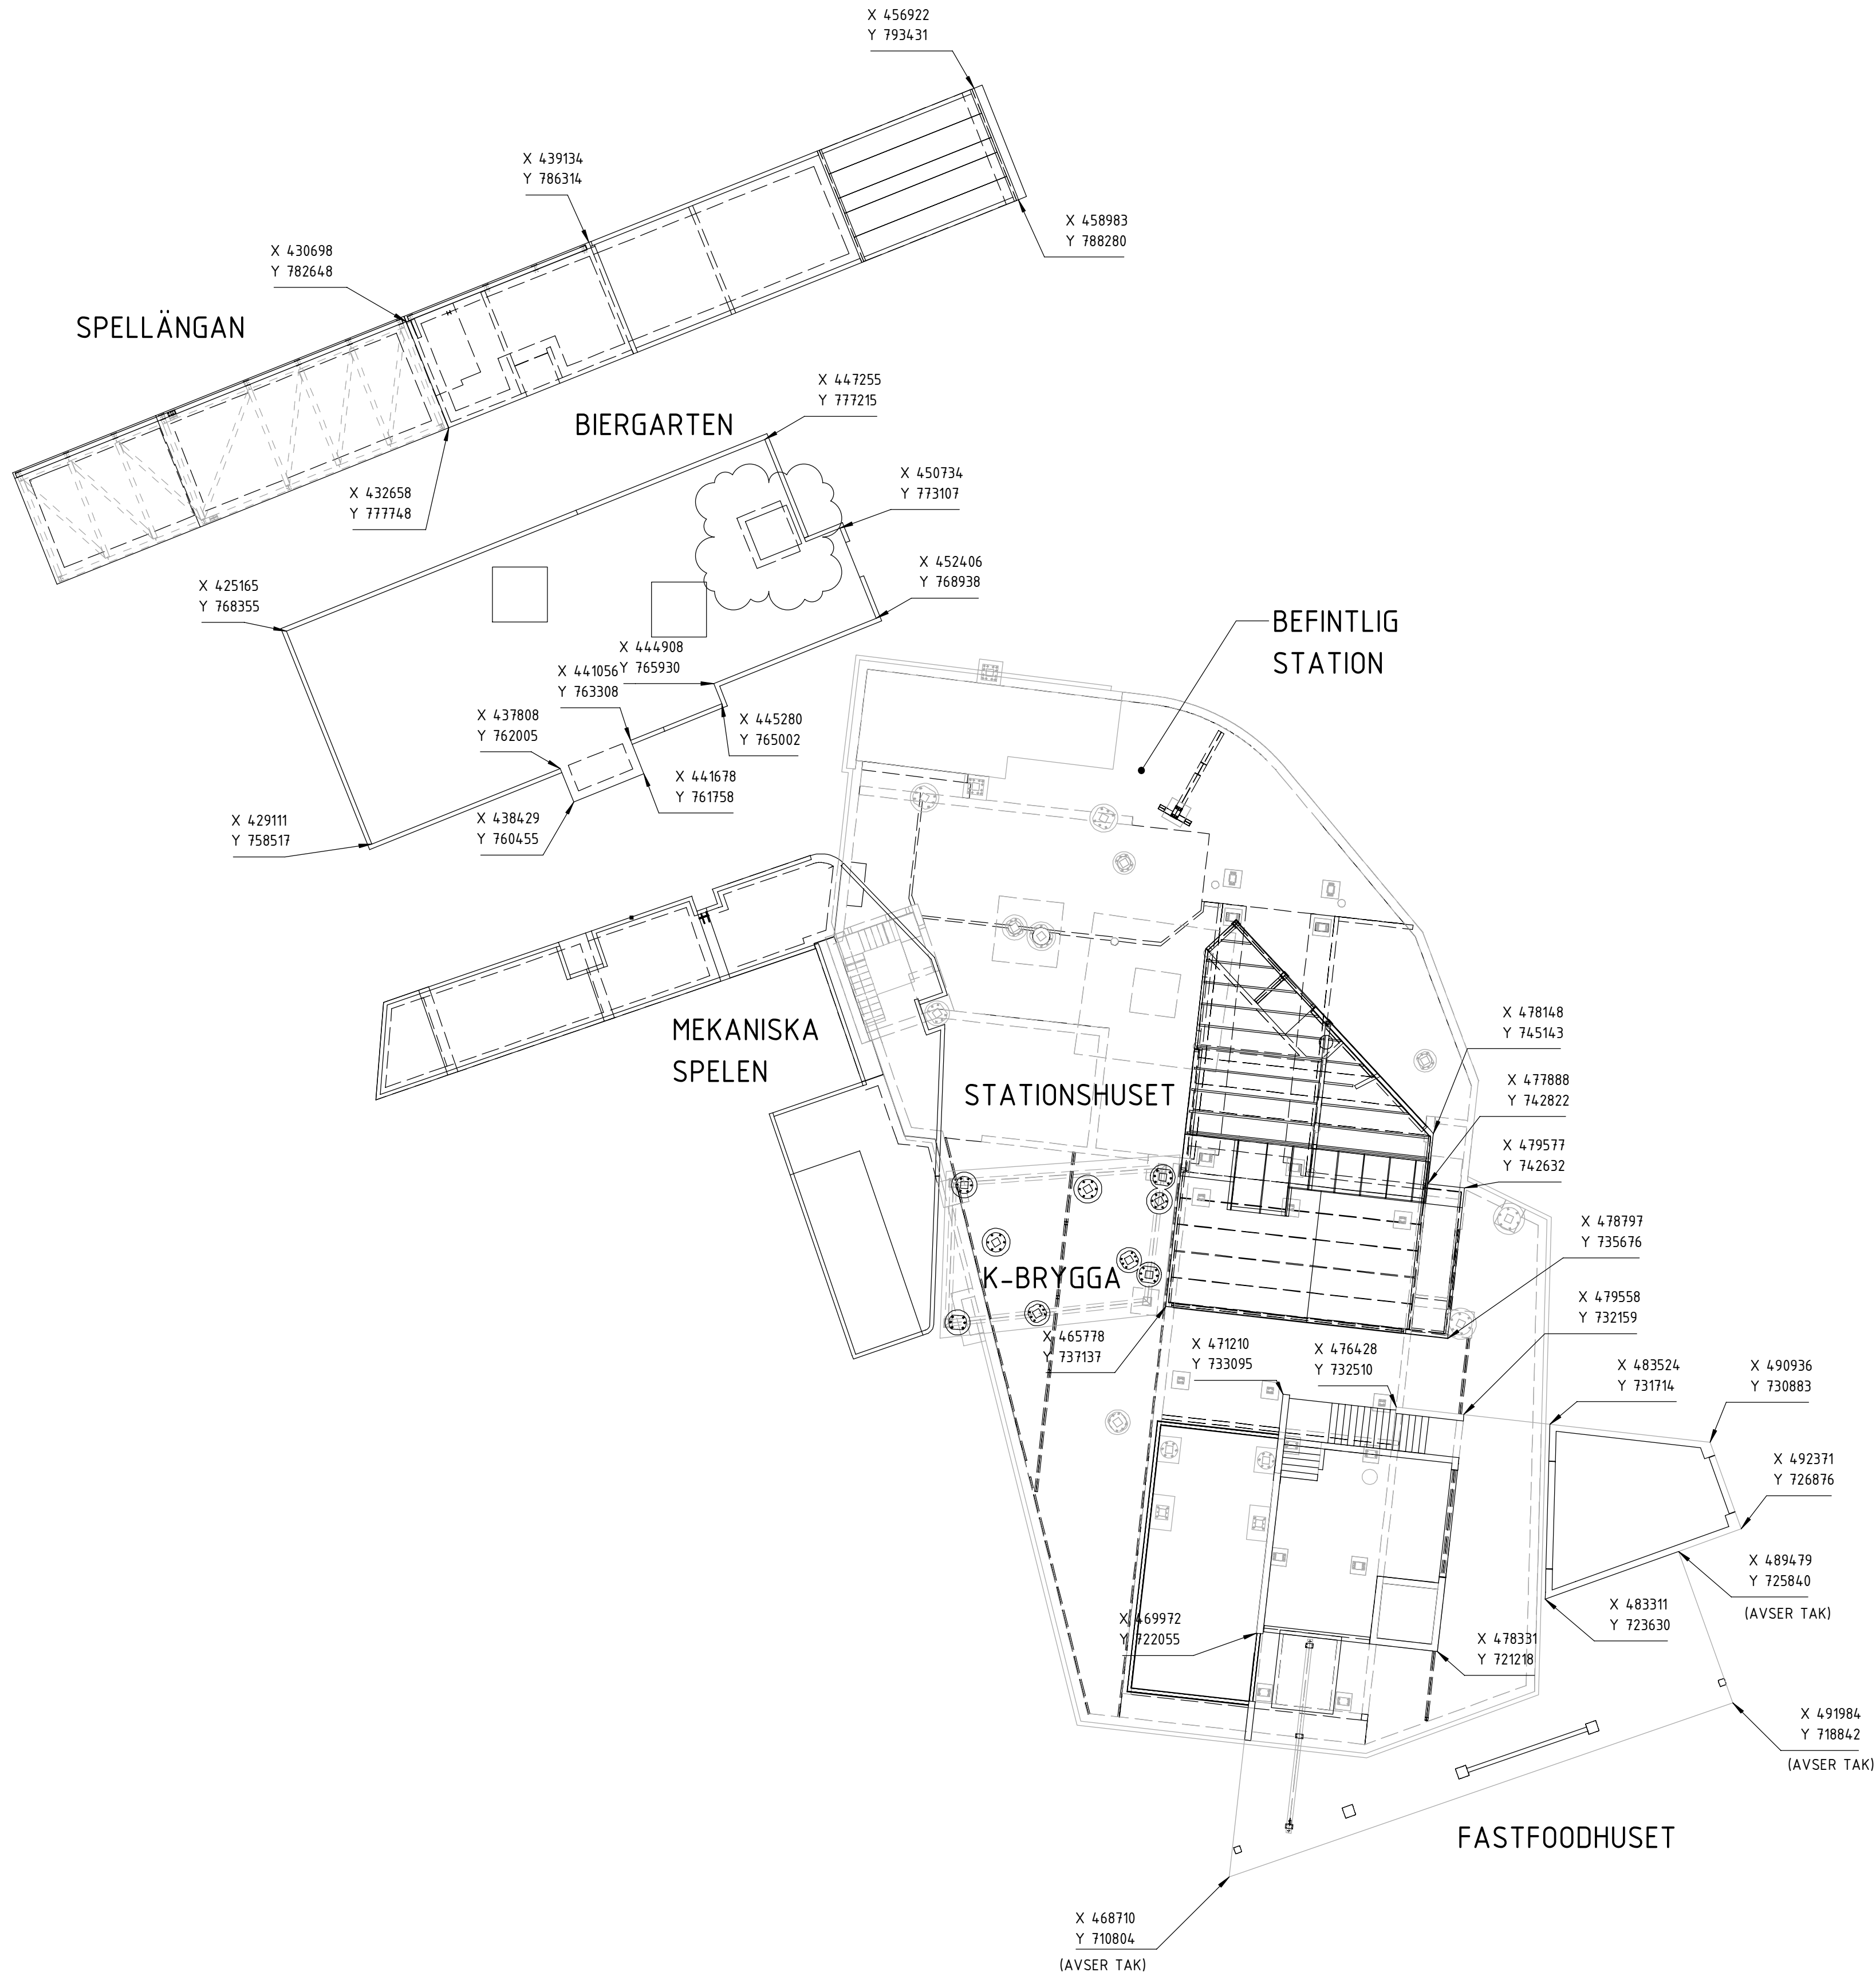 X 456922
Y 793431
X 439134
Y 786314
X 458983
Y 788280
X 430698
Y 782648
SPELLÄNGAN
X 447255
Y 777215
BIERGARTEN
X 450734
Y 773107
X 432658
Y 777748
X 452406
Y 768938
X 425165
Y 768355
BEFINTLIG
STATION
X 444908
Y 765930
X 441056
Y 763308
X 437808
Y 762005
X 445280
Y 765002
X 441678
Y 761758
X 429111
Y 758517
X 438429
Y 760455
MEKANISKA
SPELEN
X 478148
Y 745143
STATIONSHUSET
X 477888
Y 742822
X 479577
Y 742632
X 478797
Y 735676
K-BRYGGA
X 479558
Y 732159
X 465778
Y 737137
X 471210
Y 733095
X 476428
Y 732510
X 483524
Y 731714
X 490936
Y 730883
X 492371
Y 726876
X 489479
Y 725840
(AVSER TAK)
X 483311
Y 723630
X 469972
Y 722055
X 478331
Y 721218
X 491984
Y 718842
(AVSER TAK)
FASTFOODHUSET
X 468710
Y 710804
(AVSER TAK)